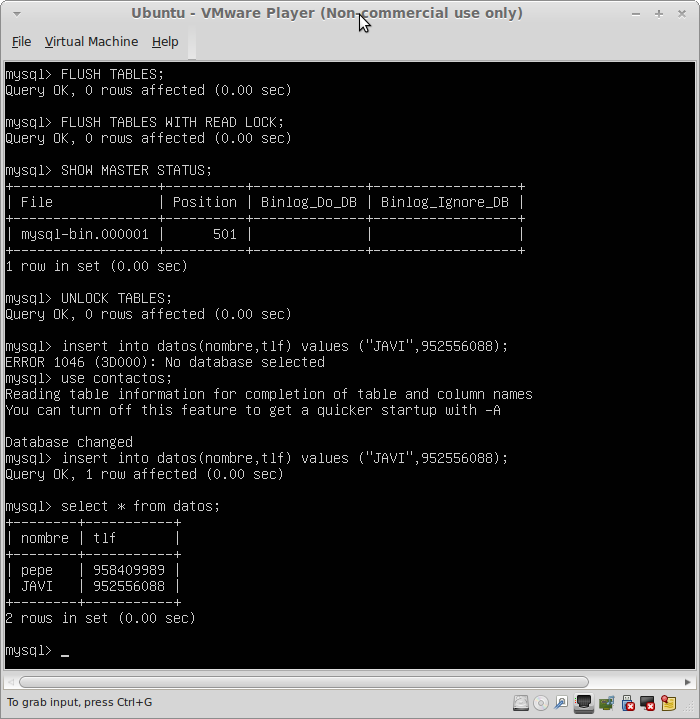 Ubuntu - VMware Player (Non-commercial use only)
File Virtual Machine Help
mysql> FLUSH TABLES;
Query OK, 0 rows affected (0.00 sec)
mysql> FLUSH TABLES WITH READ LOCK;
Query OK, 0 rows affected (0.00 sec)
mysql> SHOW MASTER STATUS;
+------------------+----------+--------------+------------------+
| File | Position | Binlog_Do_DB | Binlog_Ignore_DB |
+------------------+----------+--------------+------------------+
| mysql-bin.000001 | 501 | | |
+------------------+----------+--------------+------------------+
1 row in set (0.00 sec)
mysql> UNLOCK TABLES;
Query OK, 0 rows affected (0.00 sec)
mysql> insert into datos(nombre,tlf) values ("JAVI",952556088);
ERROR 1046 (3D000): No database selected
mysql> use contactos;
Reading table information for completion of table and column names
You can turn off this feature to get a quicker startup with -A
Database changed
mysql> insert into datos(nombre,tlf) values ("JAVI",952556088);
Query OK, 1 row affected (0.00 sec)
mysql> select * from datos;
+--------+-----------+
| nombre | tlf |
+--------+-----------+
| pepe | 958409989 |
| JAVI | 952556088 |
+--------+-----------+
2 rows in set (0.00 sec)
mysql> _
To grab input, press Ctrl+G